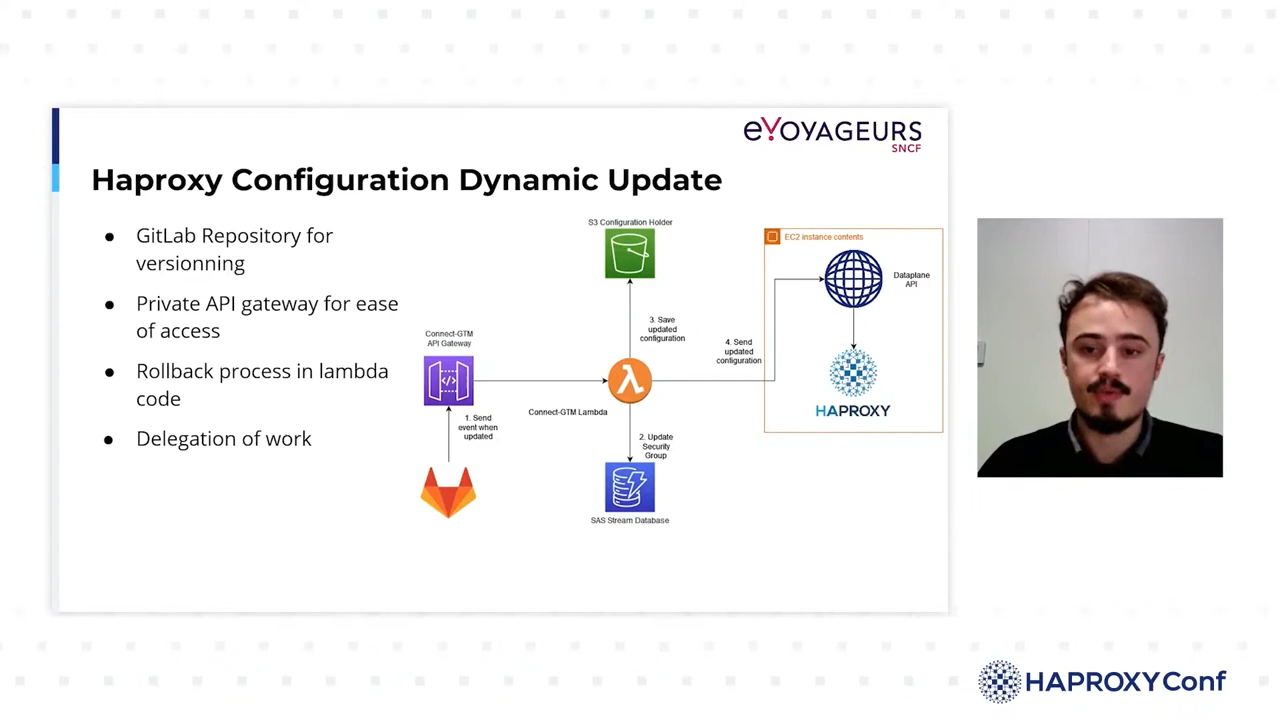 eVOYAGEURS
SNCF
Haproxy Configuration Dynamic Update
● GitLab Repository for
versionning
● Private API gateway for ease
of access
● Rollback process in lambda
code
● Delegation of work
S3 Configuration Holder
EC2 instance contents
Dataplane
API
3. Save
updated
configuration
4. Send
updated
configuration
Connect-GTM
API Gateway
HAPROXY
Connect-GTM Lambda
1. Send
event when
updated
2. Update
Security
Group
SAS Stream Database
HAPROXYConf